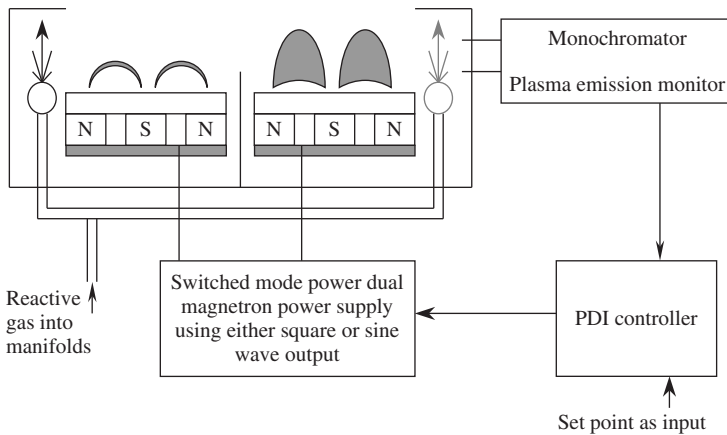 Monochromator
Plasma emission monitor
N S N
N S N
Reactive
gas into
manifolds
Switched mode power dual
magnetron power supply
using either square or sine
wave output
PDI controller
Set point as input